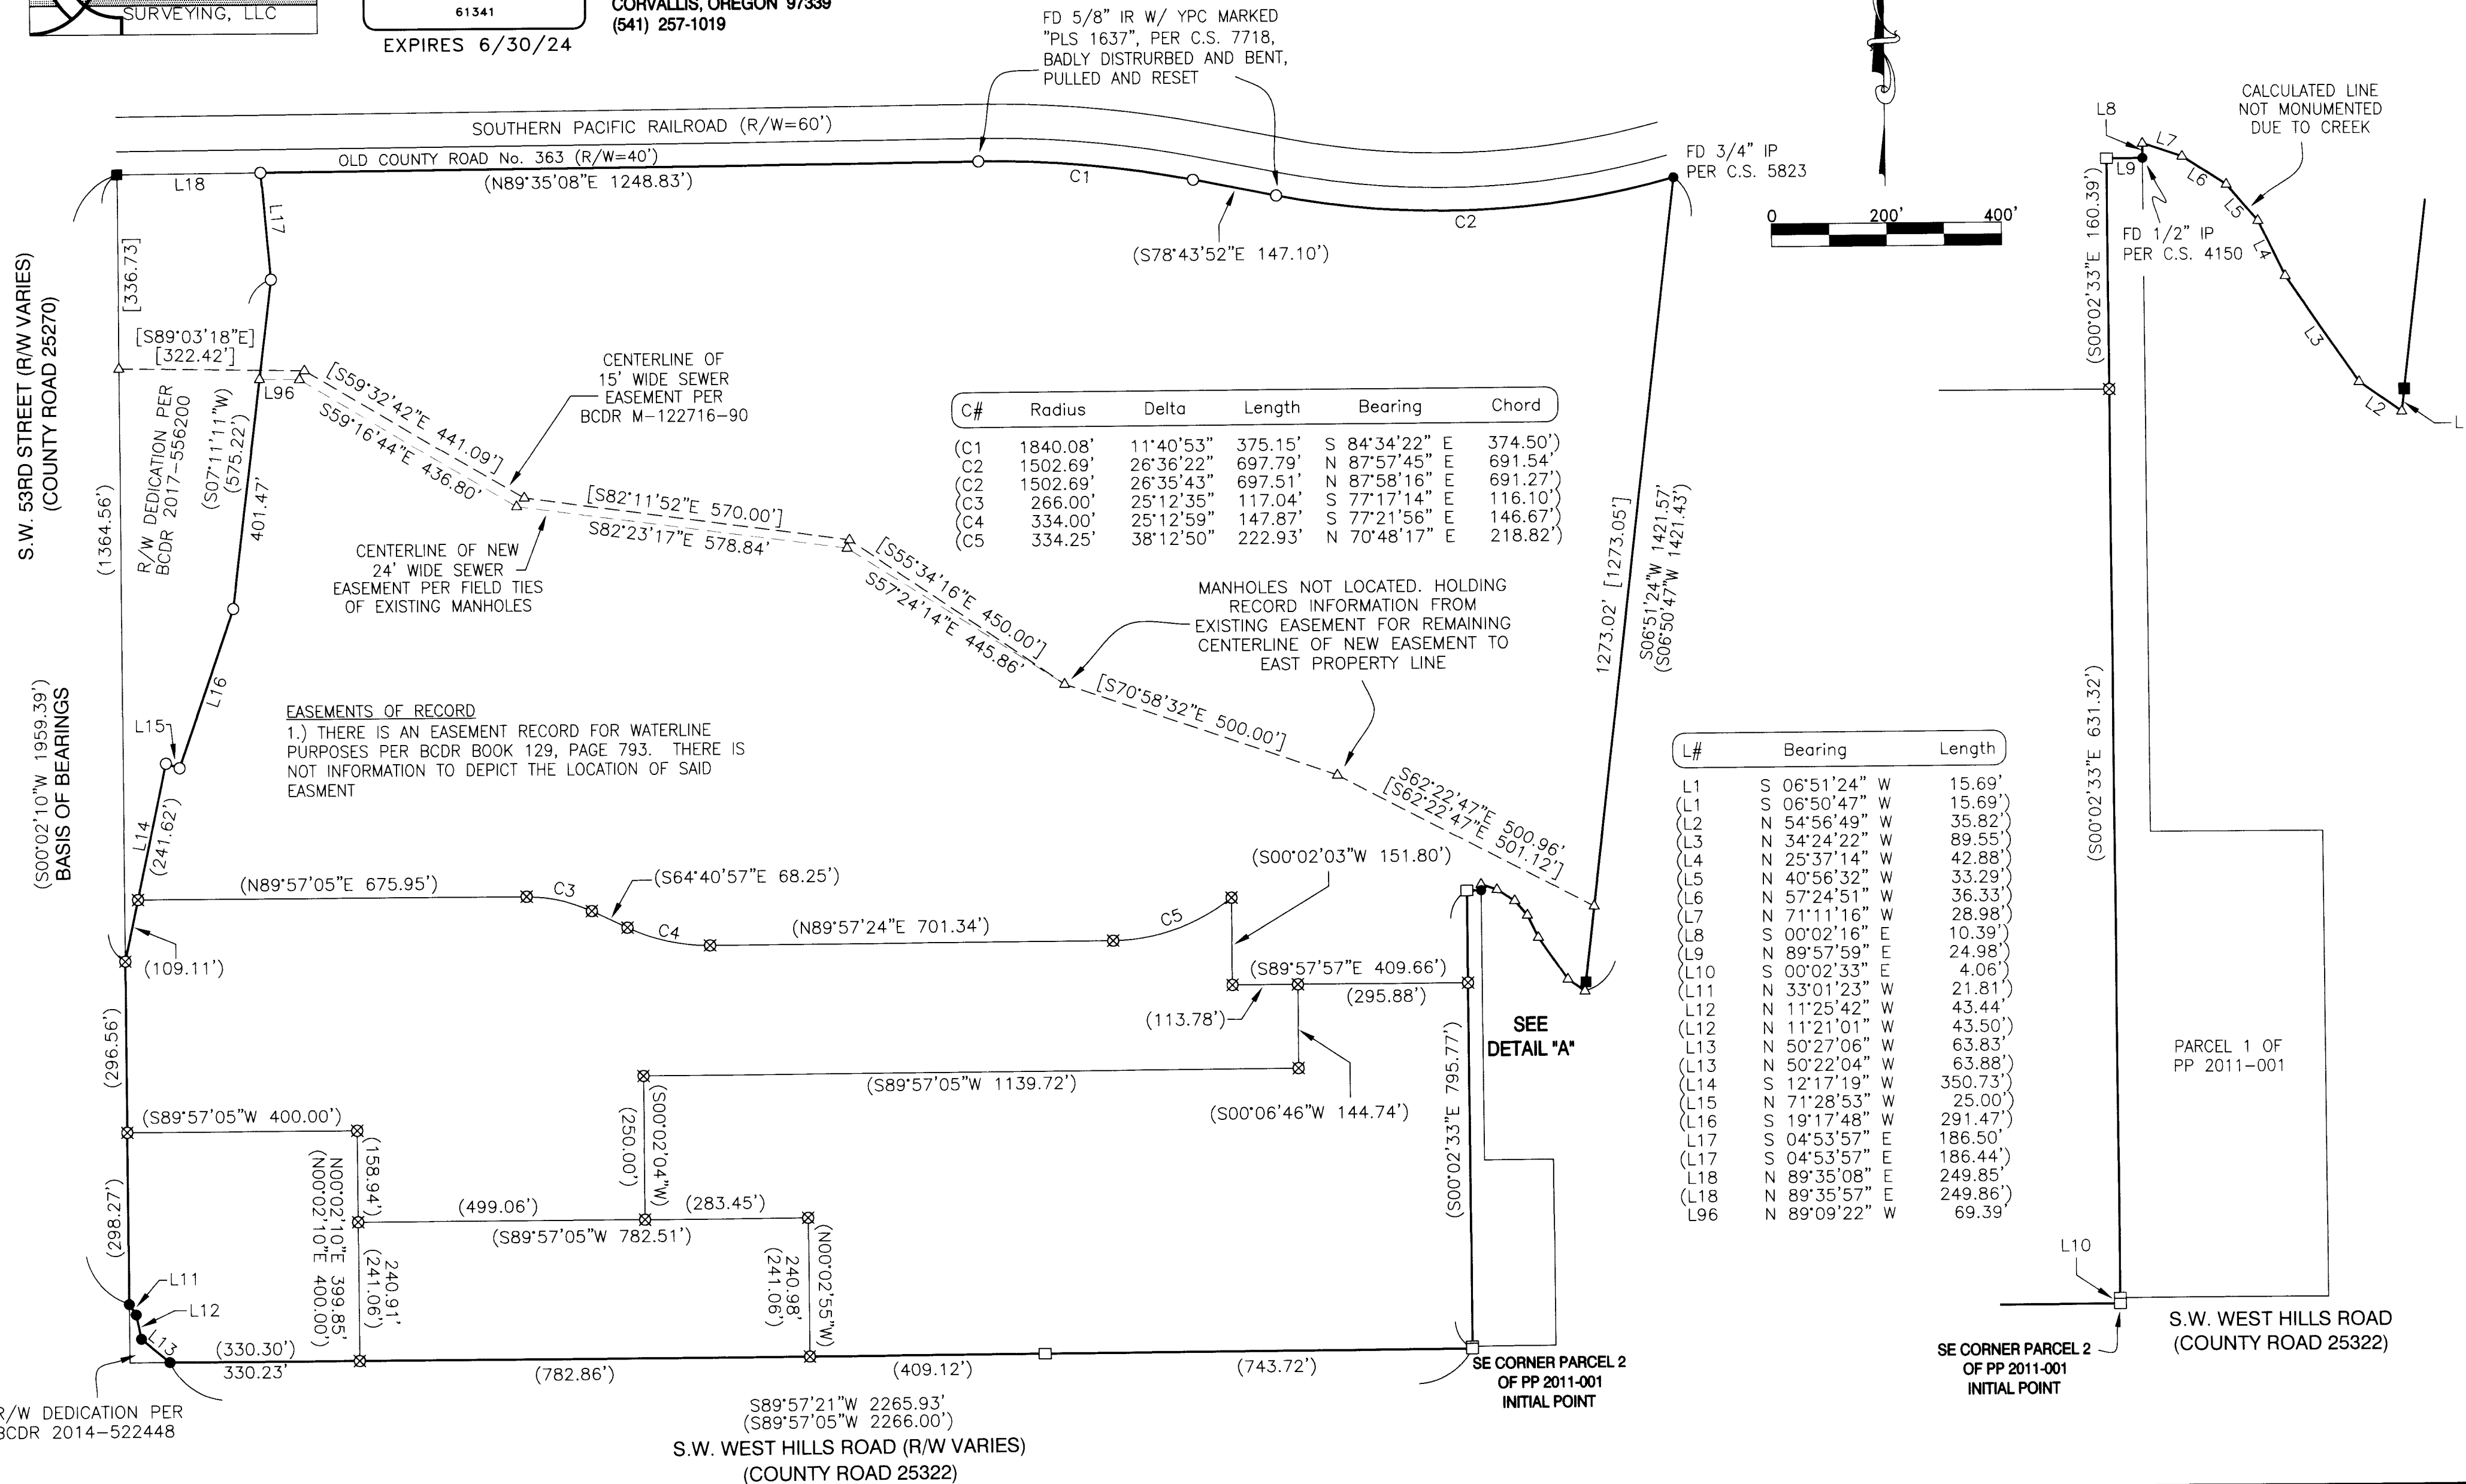 SURVEYING, LLC
61341
EXPIRES 6/30/24
CORVALLIS, OREGON 97339
(541) 257-1019
FD 5/8" IR W/ YPC MARKED
"PLS 1637", PER C.S. 7718,
BADLY DISTRURBED AND BENT,
PULLED AND RESET
SOUTHERN PACIFIC RAILROAD (R/W=60')
OLD COUNTY ROAD No. 363 (R/W=40')
L18
(N89°35'08"E 1248.83')
C1
(S78°43'52"E 147.10')
C2
FD 3/4" IP
PER C.S. 5823
0 200' 400'
L8
L7
L9
L6
L5
L4
L3
L2
L
CALCULATED LINE
NOT MONUMENTED
DUE TO CREEK
FD 1/2" IP
PER C.S. 4150
(S00°02'33"E 160.39')
(S00°02'33"E 631.32')
PARCEL 1 OF
PP 2011-001
L10
SE CORNER PARCEL 2
OF PP 2011-001
INITIAL POINT
S.W. WEST HILLS ROAD
(COUNTY ROAD 25322)
S.W. 53RD STREET (R/W VARIES)
(COUNTY ROAD 25270)
[336.73]
L17
[S89°03'18"E]
[322.42']
L96
R/W DEDICATION PER
BCDR 2017-556200
(S07°11'11"W)
(575.22')
401.47'
(1364.56')
[S59°32'42"E 441.09']
S59°16'44"E 436.80'
CENTERLINE OF
15' WIDE SEWER
EASEMENT PER
BCDR M-122716-90
[S82°11'52"E 570.00']
S82°23'17"E 578.84'
CENTERLINE OF NEW
24' WIDE SEWER
EASEMENT PER FIELD TIES
OF EXISTING MANHOLES
[S55°34'16"E 450.00']
S57°24'14"E 445.86'
C# Radius Delta Length Bearing Chord
(C1 1840.08' 11°40'53" 375.15' S 84°34'22" E 374.50')
C2 1502.69' 26°36'22" 697.79' N 87°57'45" E 691.54'
(C2 1502.69' 26°35'43" 697.51' N 87°58'16" E 691.27')
(C3 266.00' 25°12'35" 117.04' S 77°17'14" E 116.10')
(C4 334.00' 25°12'59" 147.87' S 77°21'56" E 146.67')
(C5 334.25' 38°12'50" 222.93' N 70°48'17" E 218.82')
MANHOLES NOT LOCATED. HOLDING
RECORD INFORMATION FROM
EXISTING EASEMENT FOR REMAINING
CENTERLINE OF NEW EASEMENT TO
EAST PROPERTY LINE
1273.02' [1273.05']
S06°51'24"W 1421.57'
(S06°50'47"W 1421.43')
[S70°58'32"E 500.00']
S62°22'47"E 500.96'
[S62°22'47"E 501.12']
(S00°02'10"W 1959.39')
BASIS OF BEARINGS
L16
L15
L14
(241.62')
EASEMENTS OF RECORD
1.) THERE IS AN EASEMENT RECORD FOR WATERLINE
PURPOSES PER BCDR BOOK 129, PAGE 793. THERE IS
NOT INFORMATION TO DEPICT THE LOCATION OF SAID
EASMENT
L# Bearing Length
L1 S 06°51'24" W 15.69'
(L1 S 06°50'47" W 15.69')
(L2 N 54°56'49" W 35.82')
(L3 N 34°24'22" W 89.55')
(L4 N 25°37'14" W 42.88')
(L5 N 40°56'32" W 33.29')
(L6 N 57°24'51" W 36.33')
(L7 N 71°11'16" W 28.98')
(L8 S 00°02'16" E 10.39')
(L9 N 89°57'59" E 24.98')
(L10 S 00°02'33" E 4.06')
(L11 N 33°01'23" W 21.81')
L12 N 11°25'42" W 43.44'
(L12 N 11°21'01" W 43.50')
L13 N 50°27'06" W 63.83'
(L13 N 50°22'04" W 63.88')
(L14 S 12°17'19" W 350.73')
(L15 N 71°28'53" W 25.00')
(L16 S 19°17'48" W 291.47')
L17 S 04°53'57" E 186.50'
(L17 S 04°53'57" E 186.44')
L18 N 89°35'08" E 249.85'
(L18 N 89°35'57" E 249.86')
L96 N 89°09'22" W 69.39'
(N89°57'05"E 675.95')
C3
(S64°40'57"E 68.25')
C4
(N89°57'24"E 701.34')
C5
(S00°02'03"W 151.80')
(S89°57'57"E 409.66')
(295.88')
(113.78')
(109.11')
SEE
DETAIL "A"
(296.56')
(S89°57'05"W 1139.72')
(S00°06'46"W 144.74')
(S00°02'33"E 795.77')
(S89°57'05"W 400.00')
(158.94')
N00°02'10"E 399.85'
(N00°02'10"E 400.00')
(S00°02'04"W)
(250.00')
(499.06')
(283.45')
(S89°57'05"W 782.51')
240.91'
(241.06')
(N00°02'55"W)
240.98'
(241.06')
(298.27')
L11
L12
L13
(330.30')
330.23'
(782.86')
(409.12')
(743.72')
SE CORNER PARCEL 2
OF PP 2011-001
INITIAL POINT
R/W DEDICATION PER
BCDR 2014-522448
S89°57'21"W 2265.93'
(S89°57'05"W 2266.00')
S.W. WEST HILLS ROAD (R/W VARIES)
(COUNTY ROAD 25322)